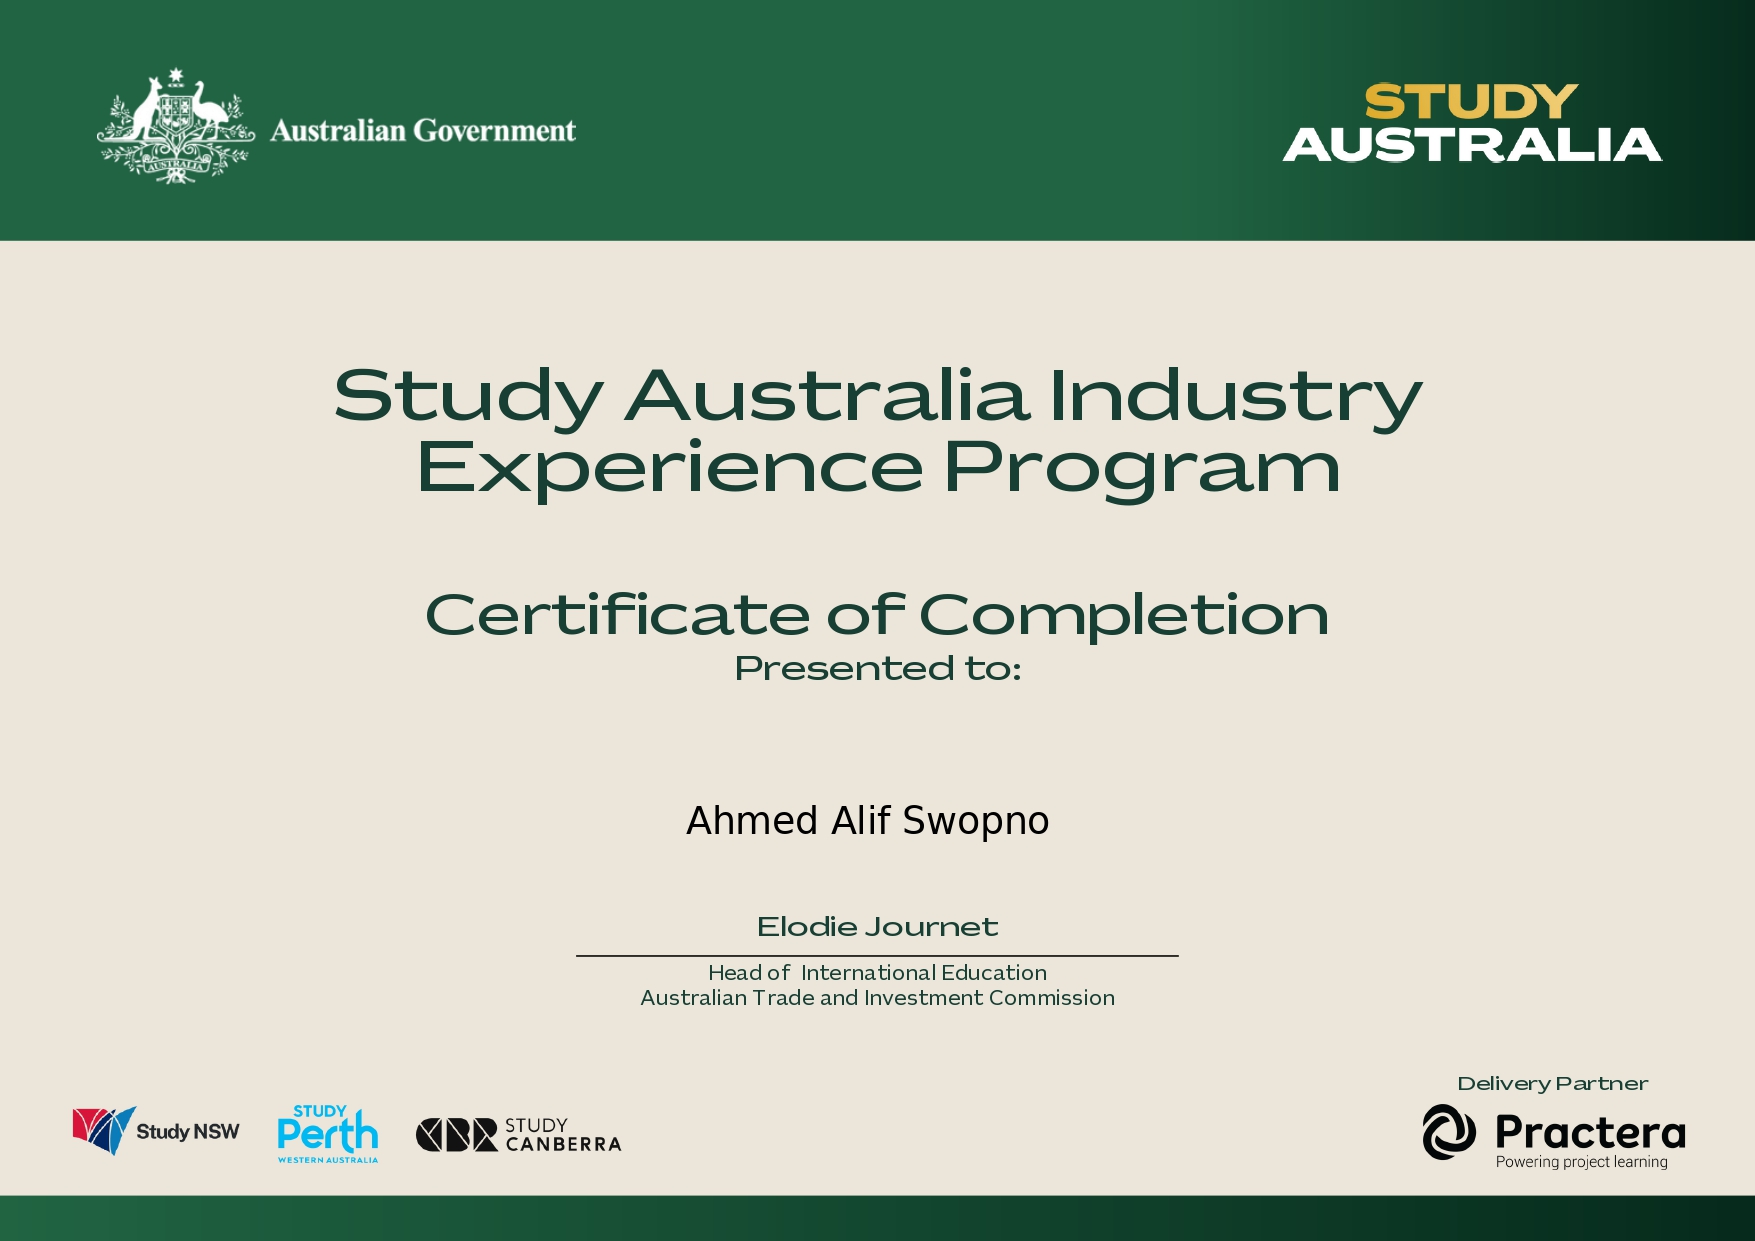 AUSTRALIA
Australian Government
STUDY
AUSTRALIA
Study Australia Industry
Experience Program
Certificate of Completion
Presented to:
Ahmed Alif Swopno
Elodie Journet
Head of International Education
Australian Trade and Investment Commission
Study NSW
STUDY
Perth
WESTERN AUSTRALIA
CBR
STUDY
CANBERRA
Delivery Partner
Practera
Powering project learning